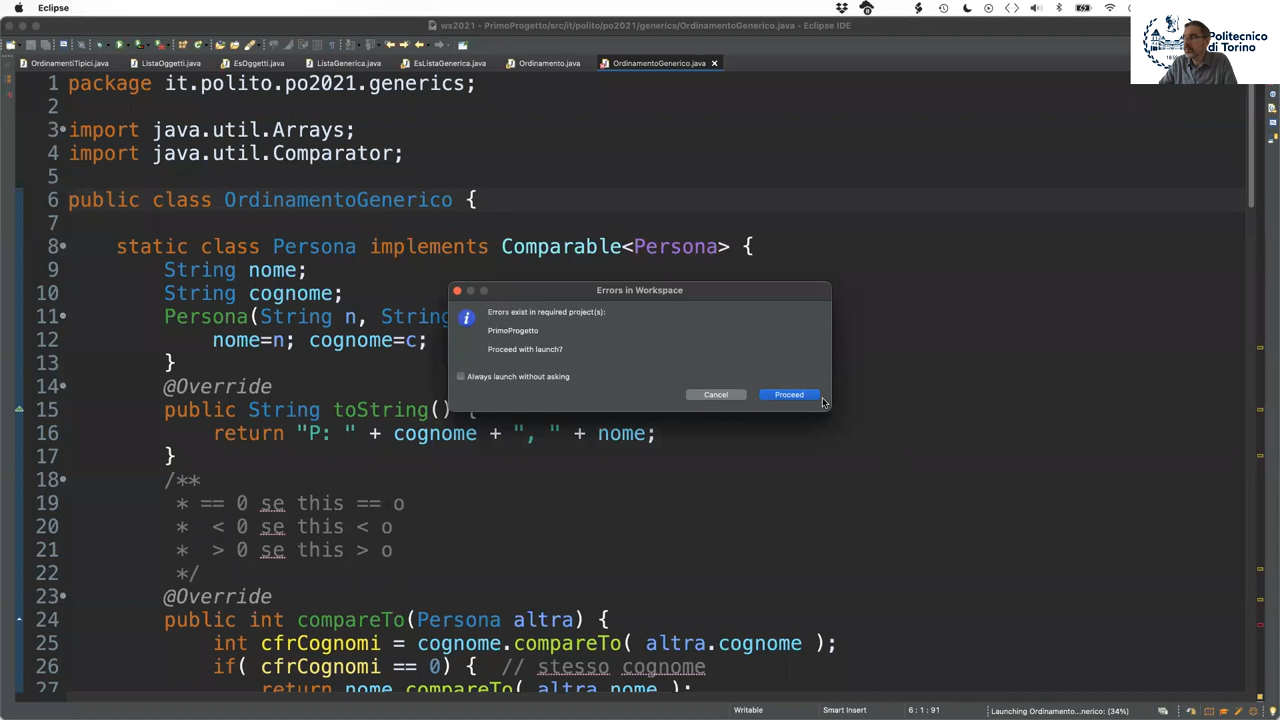 Eclipse
ws2021 - PrimoProgetto/src/it/polito/po2021/generics/OrdinamentoGenerico.java - Eclipse IDE
Politecnico
di Torino
OrdinamentiTipici.java
ListaOggetti.java
EsOggetti.java
ListaGenerica.java
EsListaGenerica.java
Ordinamento.java
OrdinamentoGenerico.java
1 package it.polito.po2021.generics;
2
3 import java.util.Arrays;
4 import java.util.Comparator;
5
6 public class OrdinamentoGenerico {
7
8 static class Persona implements Comparable<Persona> {
9 String nome;
10 String cognome;
11 Persona(String n, String
12 nome=n; cognome=c;
13 }
14 @Override
15 public String toString() {
16 return "P: " + cognome + ", " + nome;
17 }
18 /**
19 * == 0 se this == o
20 * < 0 se this < o
21 * > 0 se this > o
22 */
23 @Override
24 public int compareTo(Persona altra) {
25 int cfrCognomi = cognome.compareTo( altra.cognome );
26 if( cfrCognomi == 0) { // stesso cognome
27 return nome.compareTo( altra.nome );
Errors in Workspace
Errors exist in required project(s):
PrimoProgetto
Proceed with launch?
Always launch without asking
Cancel
Proceed
Writable
Smart Insert
6 : 1 : 91
Launching Ordinamento...nerico: (34%)